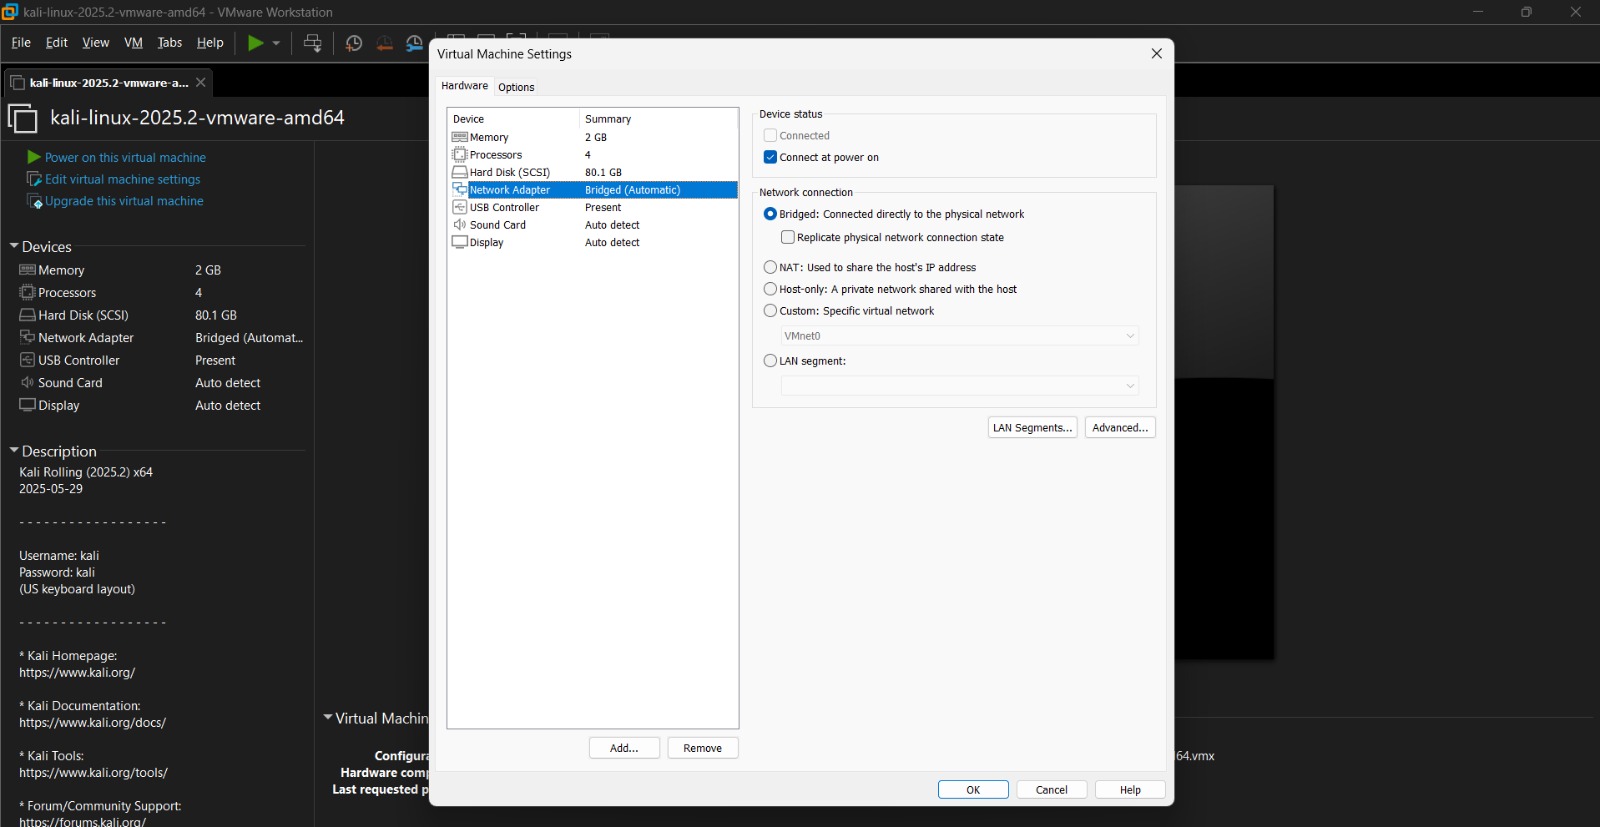 kali-linux-2025.2-vmware-amd64 - VMware Workstation
File Edit View VM Tabs Help
kali-linux-2025.2-vmware-a...
kali-linux-2025.2-vmware-amd64
Power on this virtual machine
Edit virtual machine settings
Upgrade this virtual machine
Devices
Memory 2 GB
Processors 4
Hard Disk (SCSI) 80.1 GB
Network Adapter Bridged (Automat...
USB Controller Present
Sound Card Auto detect
Display Auto detect
Description
Kali Rolling (2025.2) x64
2025-05-29
- - - - - - - - - - - - - - - - - -
Username: kali
Password: kali
(US keyboard layout)
- - - - - - - - - - - - - - - - - -
* Kali Homepage:
https://www.kali.org/
* Kali Documentation:
https://www.kali.org/docs/
* Kali Tools:
https://www.kali.org/tools/
* Forum/Community Support:
https://forums.kali.org/
Virtual Machin
Configura
Hardware comp
Last requested p
64.vmx
Virtual Machine Settings
Hardware Options
Device Summary
Memory 2 GB
Processors 4
Hard Disk (SCSI) 80.1 GB
Network Adapter Bridged (Automatic)
USB Controller Present
Sound Card Auto detect
Display Auto detect
Add... Remove
Device status
Connected
Connect at power on
Network connection
Bridged: Connected directly to the physical network
Replicate physical network connection state
NAT: Used to share the host's IP address
Host-only: A private network shared with the host
Custom: Specific virtual network
VMnet0
LAN segment:
LAN Segments... Advanced...
OK Cancel Help